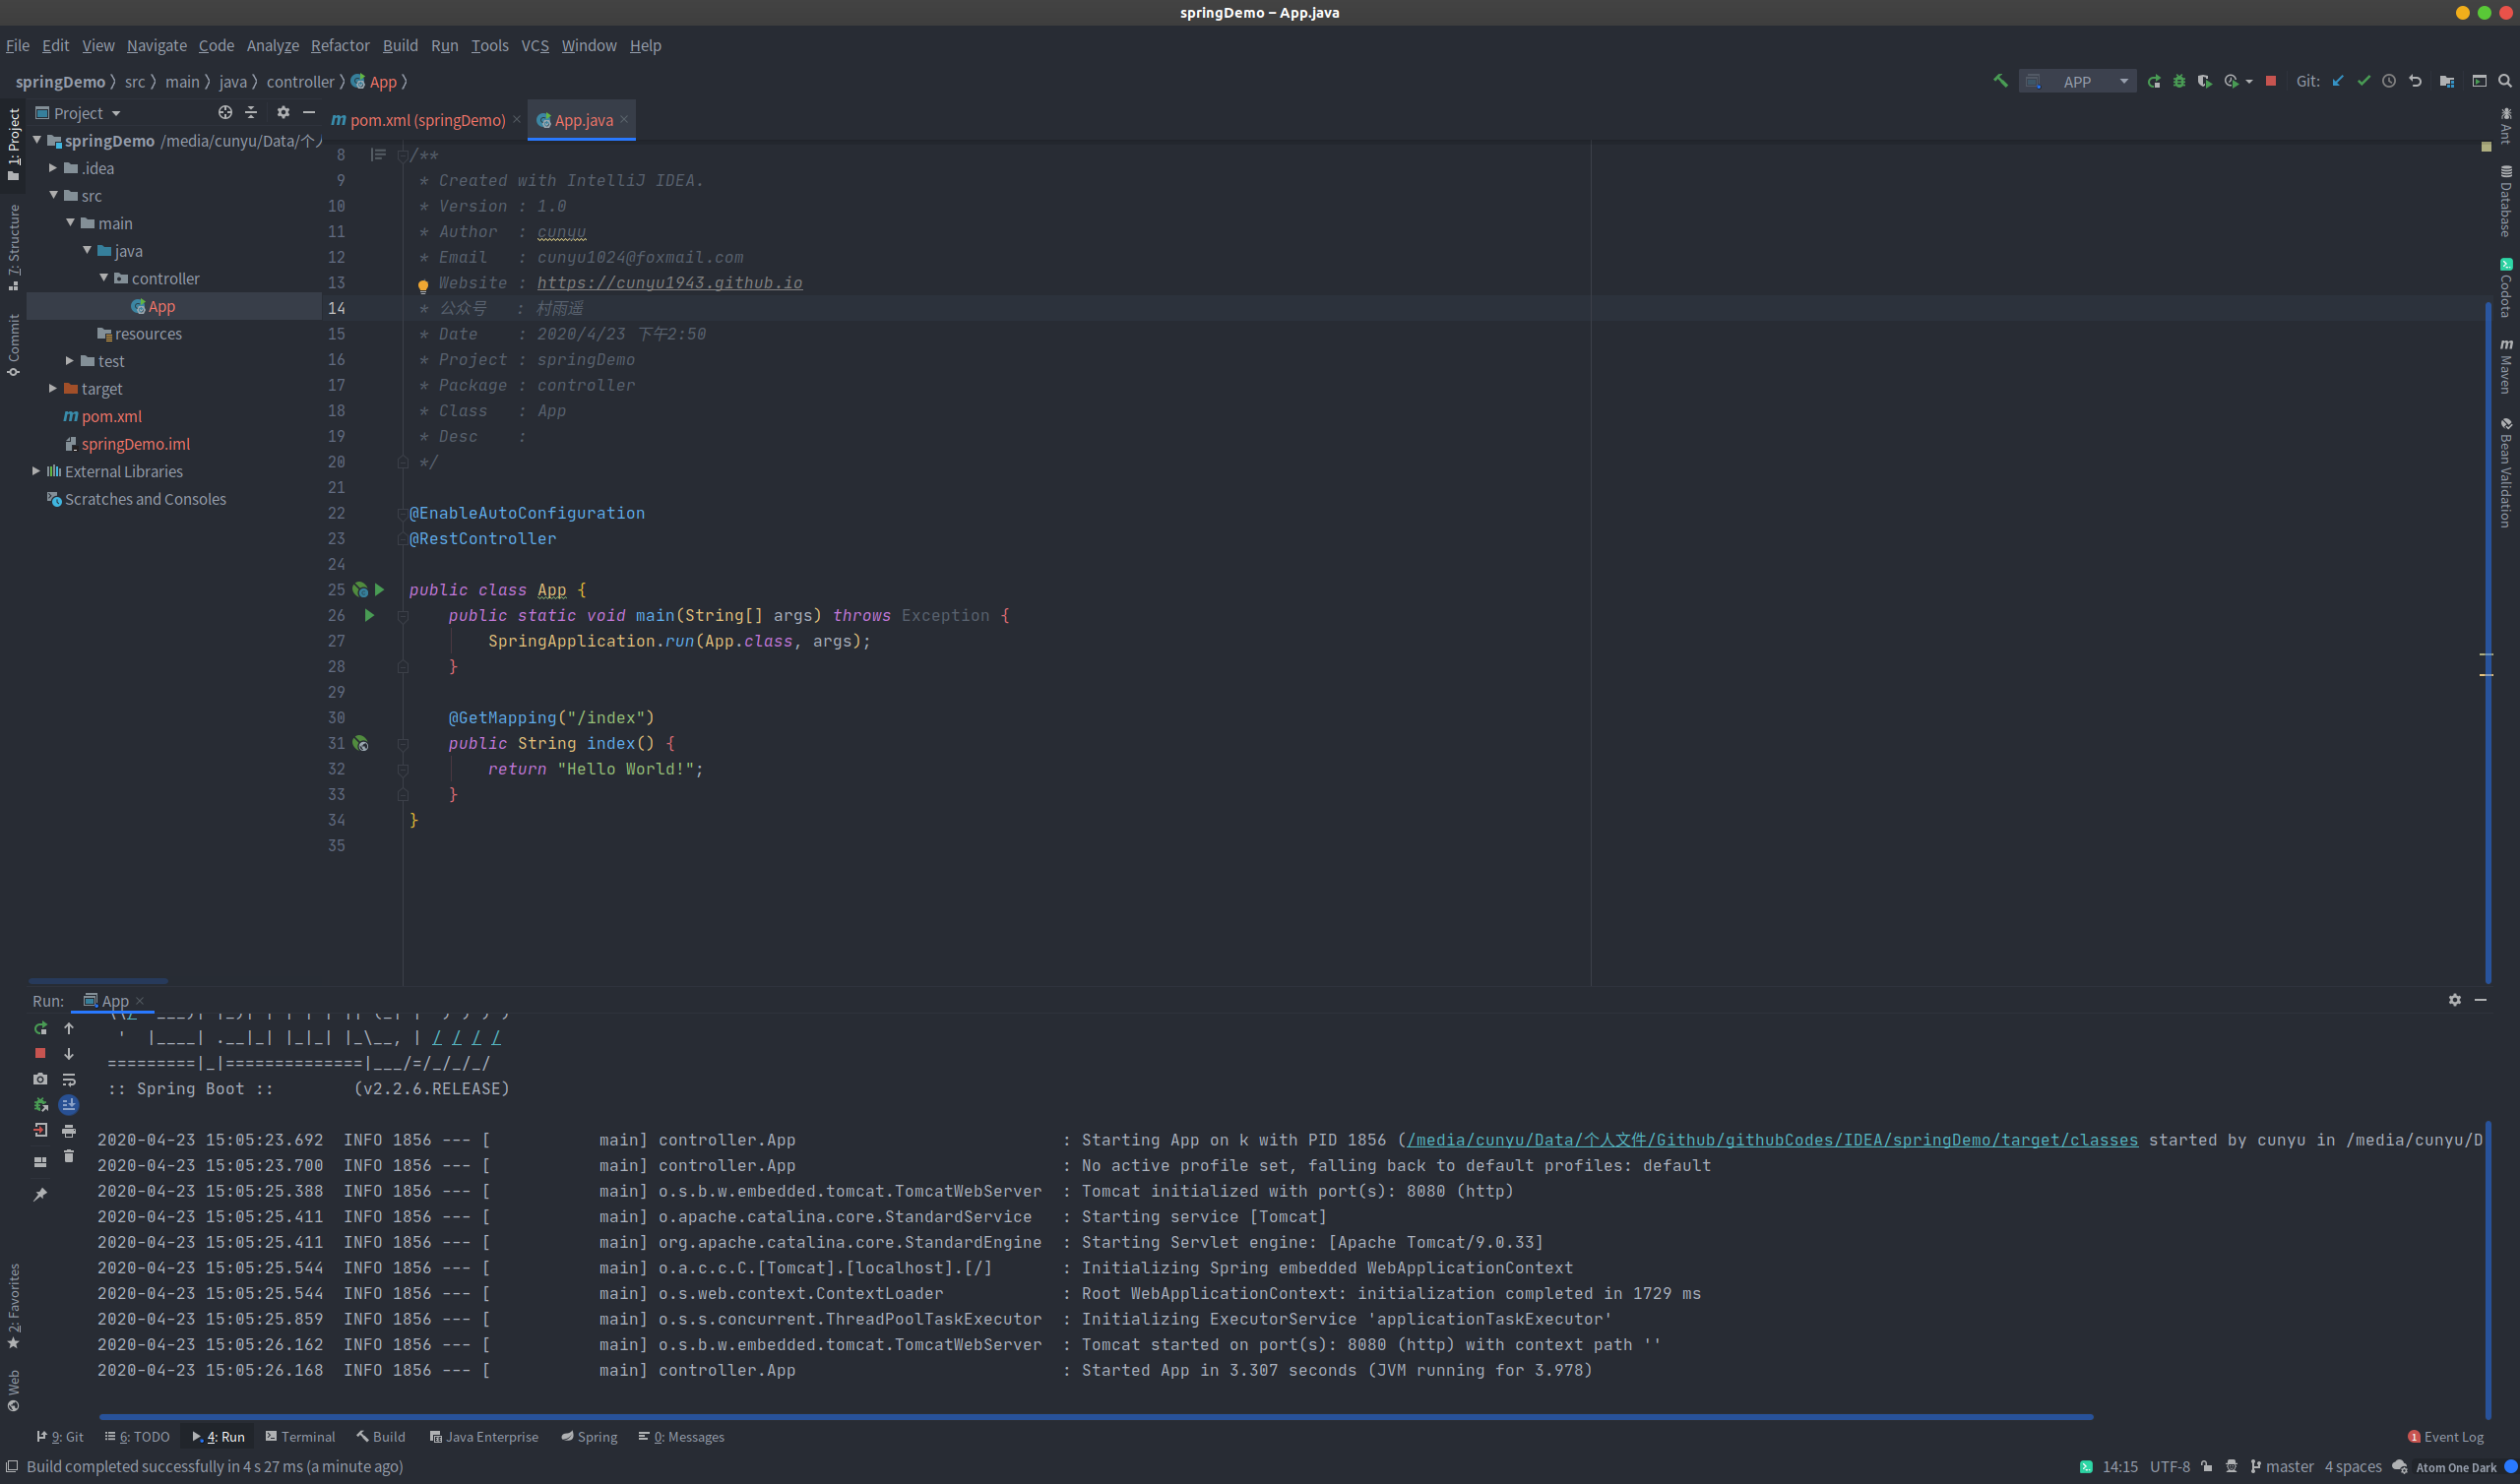 springDemo – App.java
File Edit View Navigate Code Analyze Refactor Build Run Tools VCS Window Help
springDemo 〉 src 〉 main 〉 java 〉 controller 〉 App 〉
APP
Git:
1: Project
7: Structure
Commit
2: Favorites
Web
Project
springDemo /media/cunyu/Data/个
.idea
src
main
java
controller
App
resources
test
target
pom.xml
springDemo.iml
External Libraries
Scratches and Consoles
pom.xml (springDemo)
App.java
8 /**
9 * Created with IntelliJ IDEA.
10 * Version : 1.0
11 * Author  : cunyu
12 * Email   : cunyu1024@foxmail.com
13 Website : https://cunyu1943.github.io
14 * 公众号   : 村雨遥
15 * Date    : 2020/4/23 下午2:50
16 * Project : springDemo
17 * Package : controller
18 * Class   : App
19 * Desc    :
20 */
21
22 @EnableAutoConfiguration
23 @RestController
24
25 public class App {
26     public static void main(String[] args) throws Exception {
27         SpringApplication.run(App.class, args);
28     }
29
30     @GetMapping("/index")
31     public String index() {
32         return "Hello World!";
33     }
34 }
35
Ant
Database
Codota
Maven
Bean Validation
Run: App
'  |____| .__|_| |_|_| |_\__, | / / / /
=========|_|==============|___/=/_/_/_/
:: Spring Boot ::        (v2.2.6.RELEASE)
2020-04-23 15:05:23.692  INFO 1856 --- [           main] controller.App                           : Starting App on k with PID 1856 (/media/cunyu/Data/个人文件/Github/githubCodes/IDEA/springDemo/target/classes started by cunyu in /media/cunyu/D
2020-04-23 15:05:23.700  INFO 1856 --- [           main] controller.App                           : No active profile set, falling back to default profiles: default
2020-04-23 15:05:25.388  INFO 1856 --- [           main] o.s.b.w.embedded.tomcat.TomcatWebServer  : Tomcat initialized with port(s): 8080 (http)
2020-04-23 15:05:25.411  INFO 1856 --- [           main] o.apache.catalina.core.StandardService   : Starting service [Tomcat]
2020-04-23 15:05:25.411  INFO 1856 --- [           main] org.apache.catalina.core.StandardEngine  : Starting Servlet engine: [Apache Tomcat/9.0.33]
2020-04-23 15:05:25.544  INFO 1856 --- [           main] o.a.c.c.C.[Tomcat].[localhost].[/]       : Initializing Spring embedded WebApplicationContext
2020-04-23 15:05:25.544  INFO 1856 --- [           main] o.s.web.context.ContextLoader            : Root WebApplicationContext: initialization completed in 1729 ms
2020-04-23 15:05:25.859  INFO 1856 --- [           main] o.s.s.concurrent.ThreadPoolTaskExecutor  : Initializing ExecutorService 'applicationTaskExecutor'
2020-04-23 15:05:26.162  INFO 1856 --- [           main] o.s.b.w.embedded.tomcat.TomcatWebServer  : Tomcat started on port(s): 8080 (http) with context path ''
2020-04-23 15:05:26.168  INFO 1856 --- [           main] controller.App                           : Started App in 3.307 seconds (JVM running for 3.978)
9: Git 6: TODO 4: Run Terminal Build Java Enterprise Spring 0: Messages
1 Event Log
Build completed successfully in 4 s 27 ms (a minute ago)
14:15 UTF-8 master 4 spaces Atom One Dark